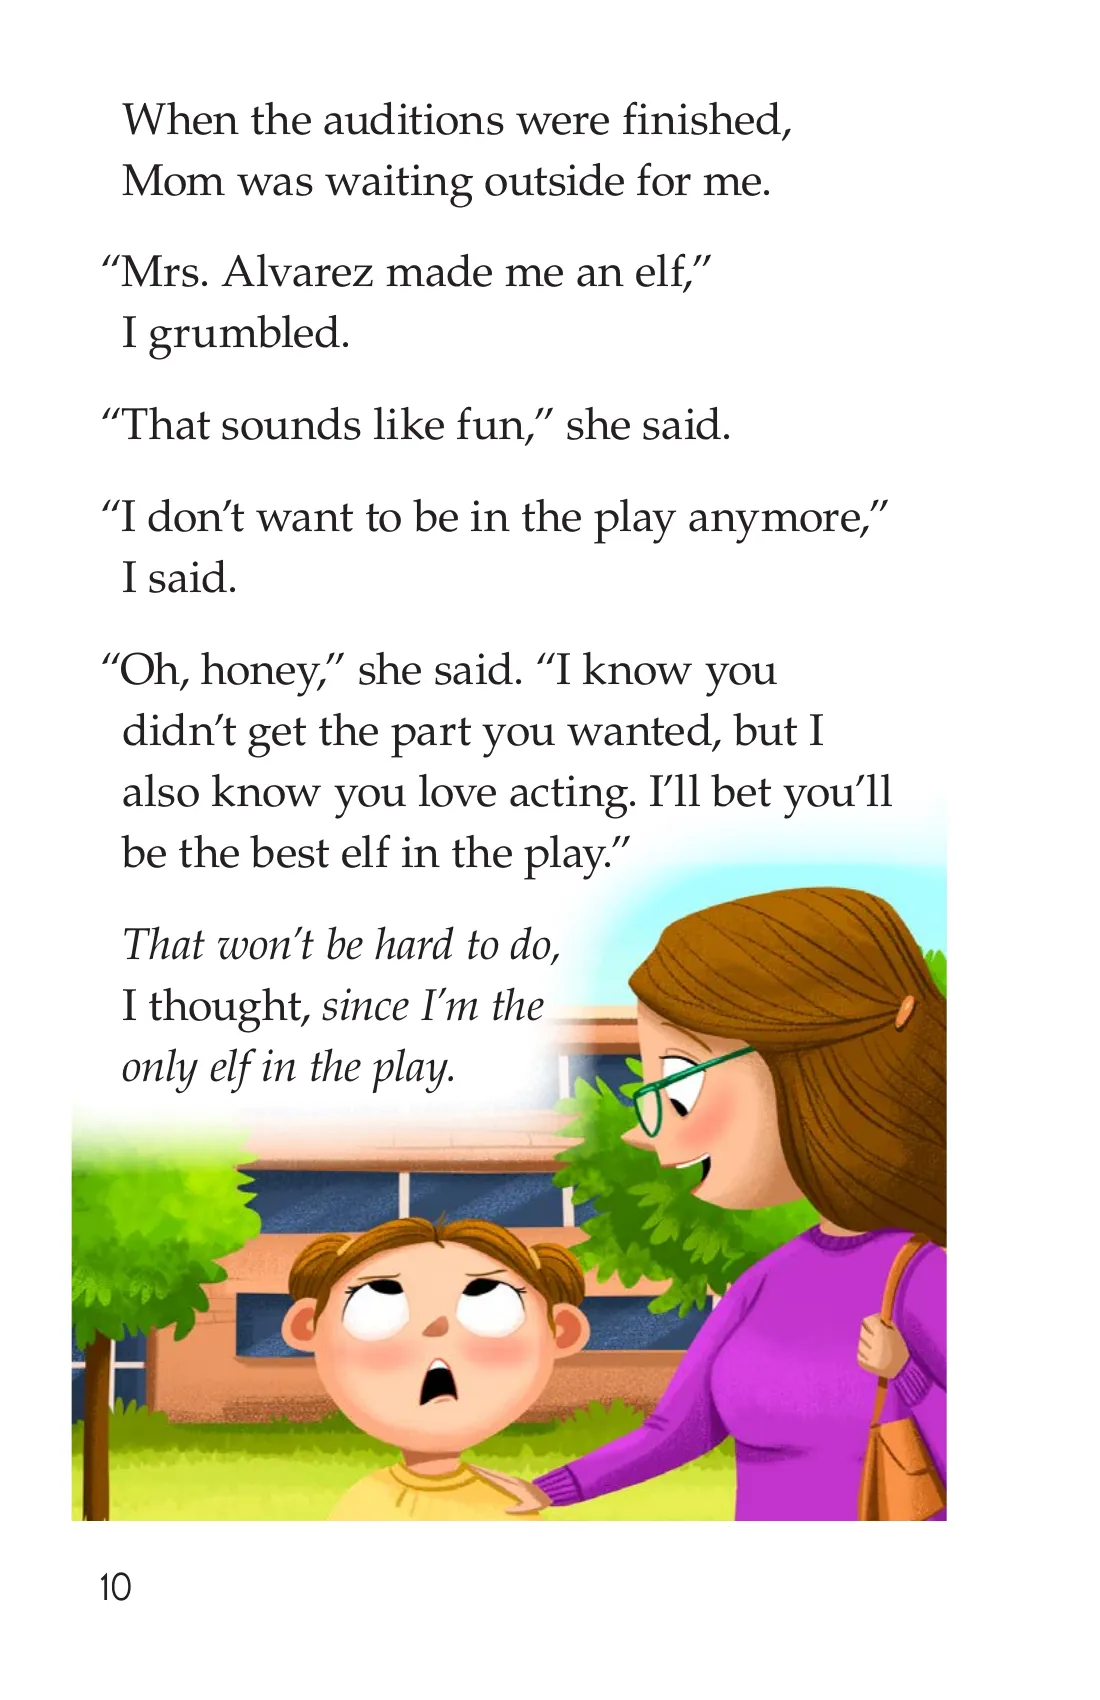 When the auditions were finished,
Mom was waiting outside for me.
“Mrs. Alvarez made me an elf,”
I grumbled.
“That sounds like fun,” she said.
“I don’t want to be in the play anymore,”
I said.
“Oh, honey,” she said. “I know you
didn’t get the part you wanted, but I
also know you love acting. I’ll bet you’ll
be the best elf in the play.”
That won’t be hard to do,
I thought, since I’m the
only elf in the play.
10